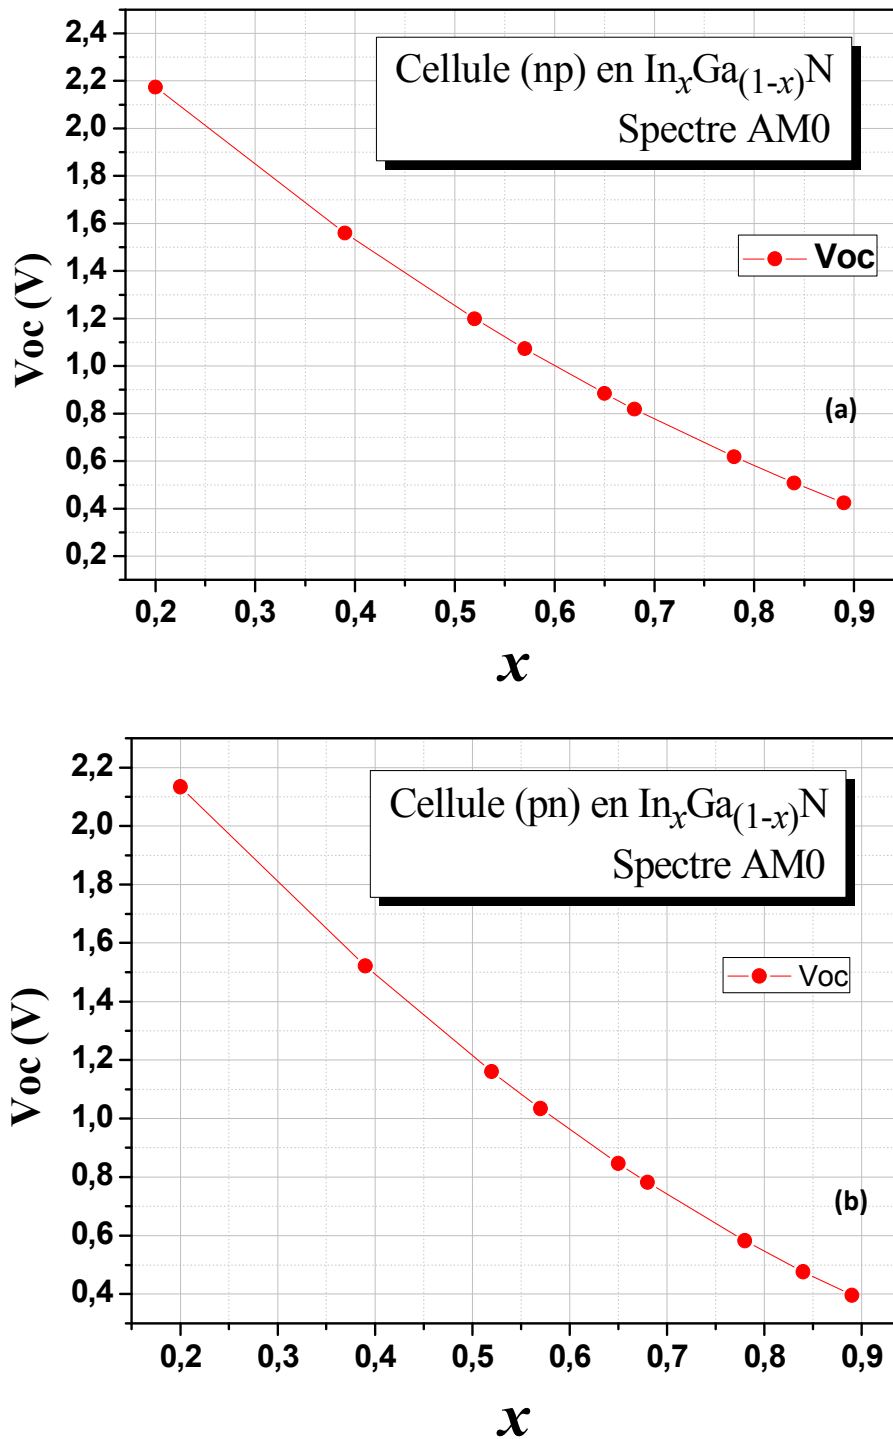 2,4
2,2
2,0
1,8
1,6
1,4
1,2
1,0
0,8
0,6
0,4
0,2
Voc (V)
Cellule (np) en InxGa(1-x)N
Spectre AM0
Voc
(a)
0,2 0,3 0,4 0,5 0,6 0,7 0,8 0,9
x
2,2
2,0
1,8
1,6
1,4
1,2
1,0
0,8
0,6
0,4
Voc (V)
Cellule (pn) en InxGa(1-x)N
Spectre AM0
Voc
(b)
0,2 0,3 0,4 0,5 0,6 0,7 0,8 0,9
x